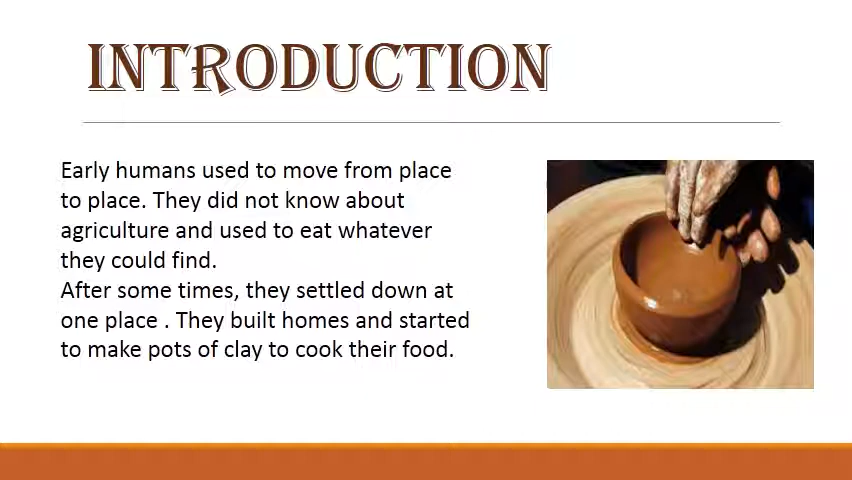 INTRODUCTION
Early humans used to move from place
to place. They did not know about
agriculture and used to eat whatever
they could find.
After some times, they settled down at
one place . They built homes and started
to make pots of clay to cook their food.